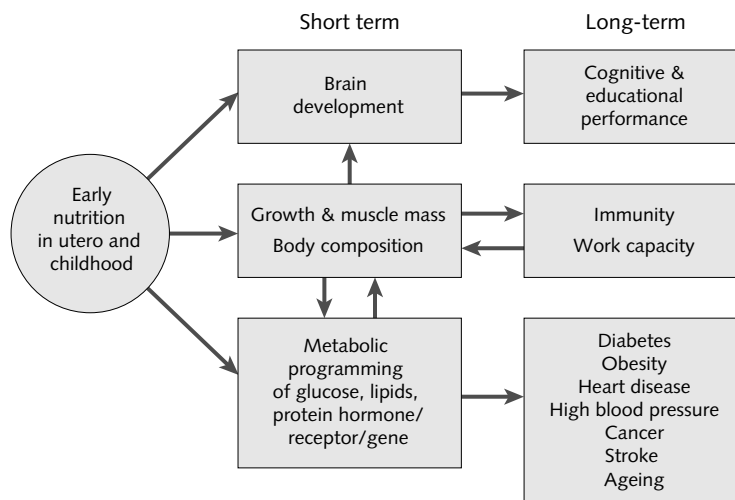 Short term
Long-term
Early
nutrition
in utero and
childhood
Brain
development
Cognitive &
educational
performance
Growth & muscle mass
Body composition
Immunity
Work capacity
Metabolic
programming
of glucose, lipids,
protein hormone/
receptor/gene
Diabetes
Obesity
Heart disease
High blood pressure
Cancer
Stroke
Ageing